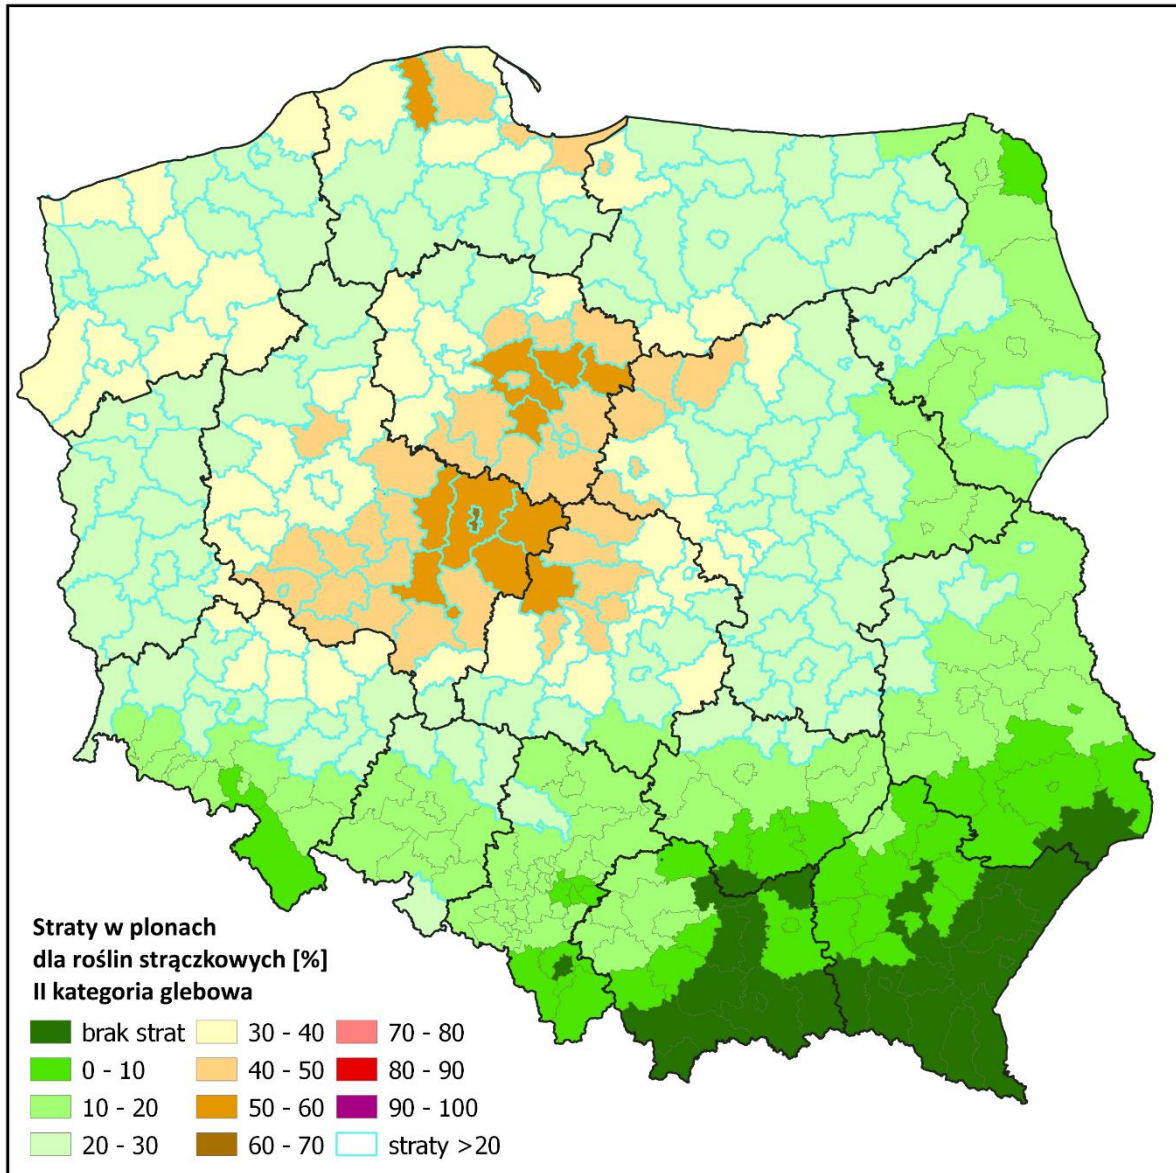 Straty w plonach
dla roślin strączkowych [%]
II kategoria glebowa
brak strat
0 - 10
10 - 20
20 - 30
30 - 40
40 - 50
50 - 60
60 - 70
70 - 80
80 - 90
90 - 100
straty >20